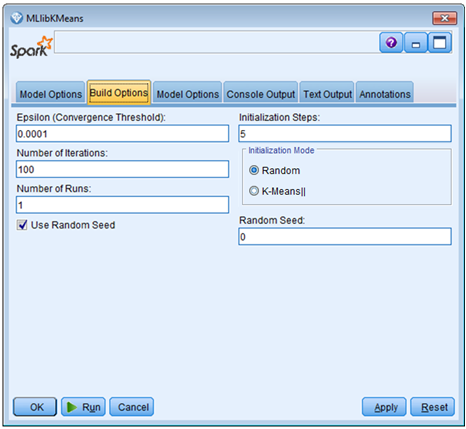 MLlibKMeans
Spark
Model Options Build Options Model Options Console Output Text Output Annotations
Epsilon (Convergence Threshold):
0.0001
Number of Iterations:
100
Number of Runs:
1
Use Random Seed
Initialization Steps:
5
Initialization Mode
Random
K-Means||
Random Seed:
0
OK Run Cancel Apply Reset